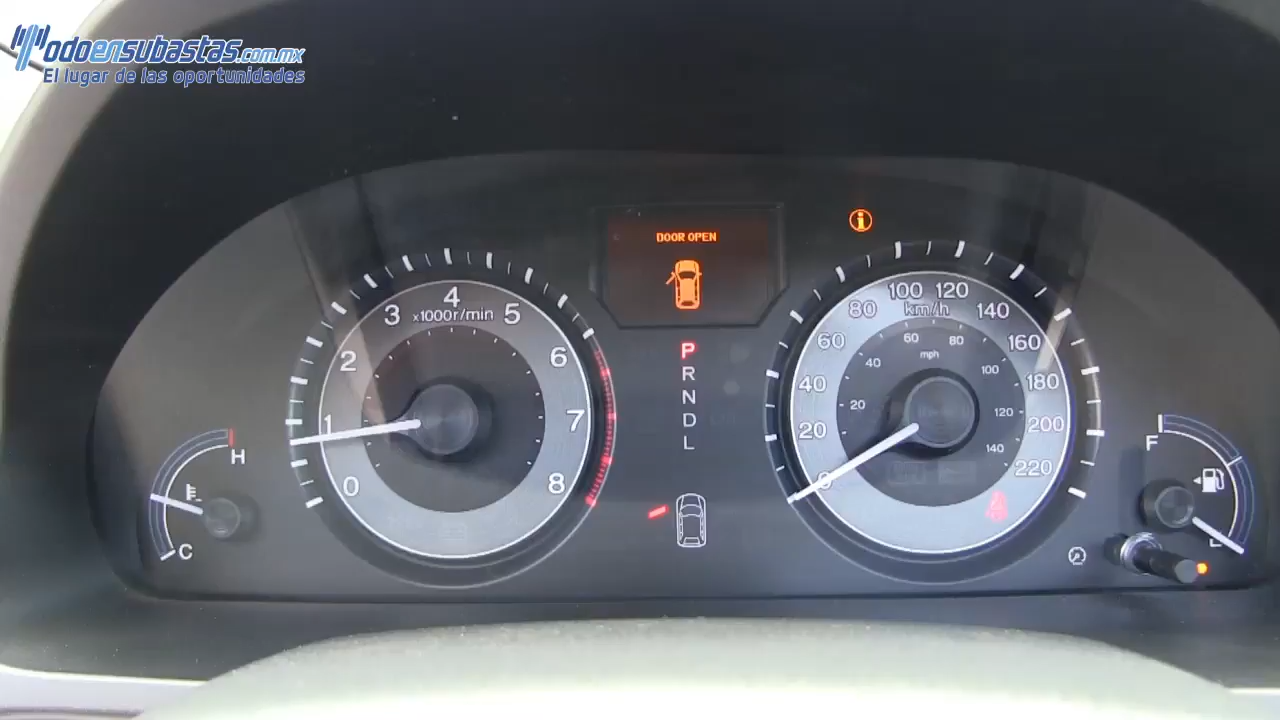 Todoensubastas.com.mx
El lugar de las oportunidades
DOOR OPEN
i
0
1
2
3
4
5
6
7
8
x1000r/min
P
R
N
D
L
0
20
40
60
80
100
120
140
160
180
200
220
km/h
20
40
60
80
100
120
140
mph
H
C
F
E